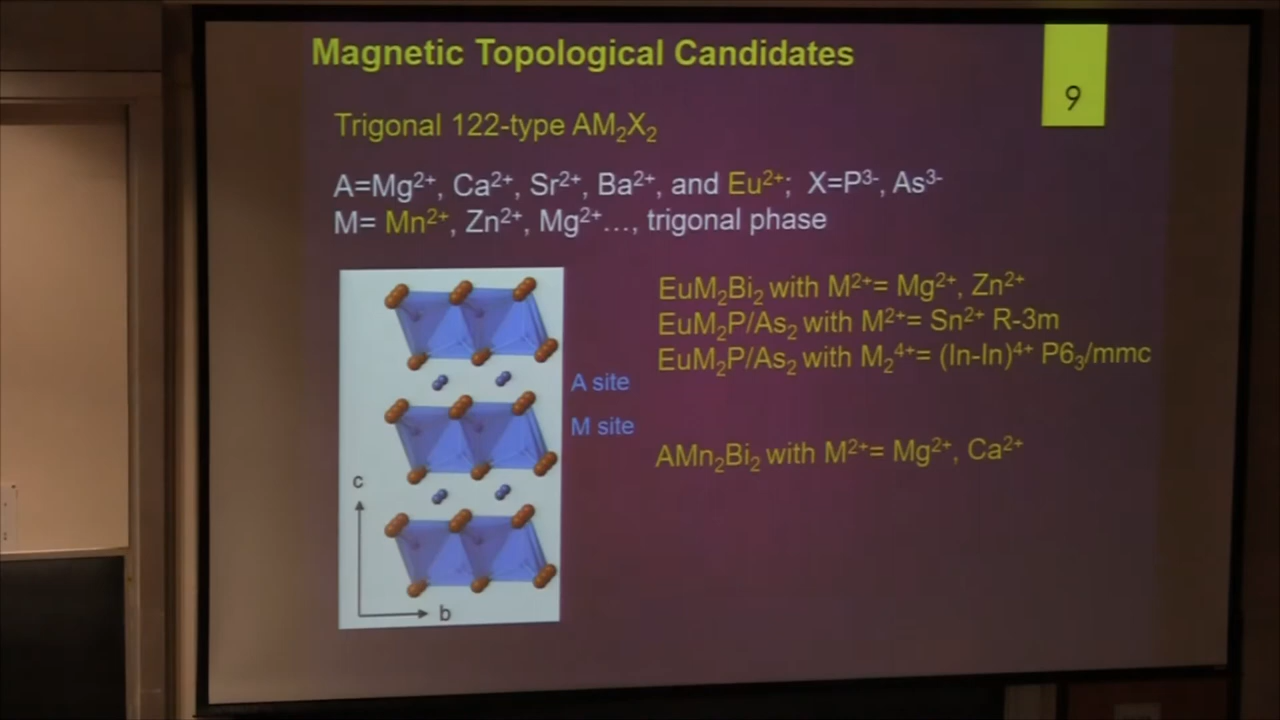 Magnetic Topological Candidates
9
Trigonal 122-type AM₂X₂
A=Mg²⁺, Ca²⁺, Sr²⁺, Ba²⁺, and Eu²⁺; X=P³⁻, As³⁻
M= Mn²⁺, Zn²⁺, Mg²⁺…, trigonal phase
EuM₂Bi₂ with M²⁺= Mg²⁺, Zn²⁺
EuM₂P/As₂ with M²⁺= Sn²⁺ R-3m
EuM₂P/As₂ with M₂⁴⁺= (In-In)⁴⁺ P6₃/mmc
A site
M site
AMn₂Bi₂ with M²⁺= Mg²⁺, Ca²⁺
c
b